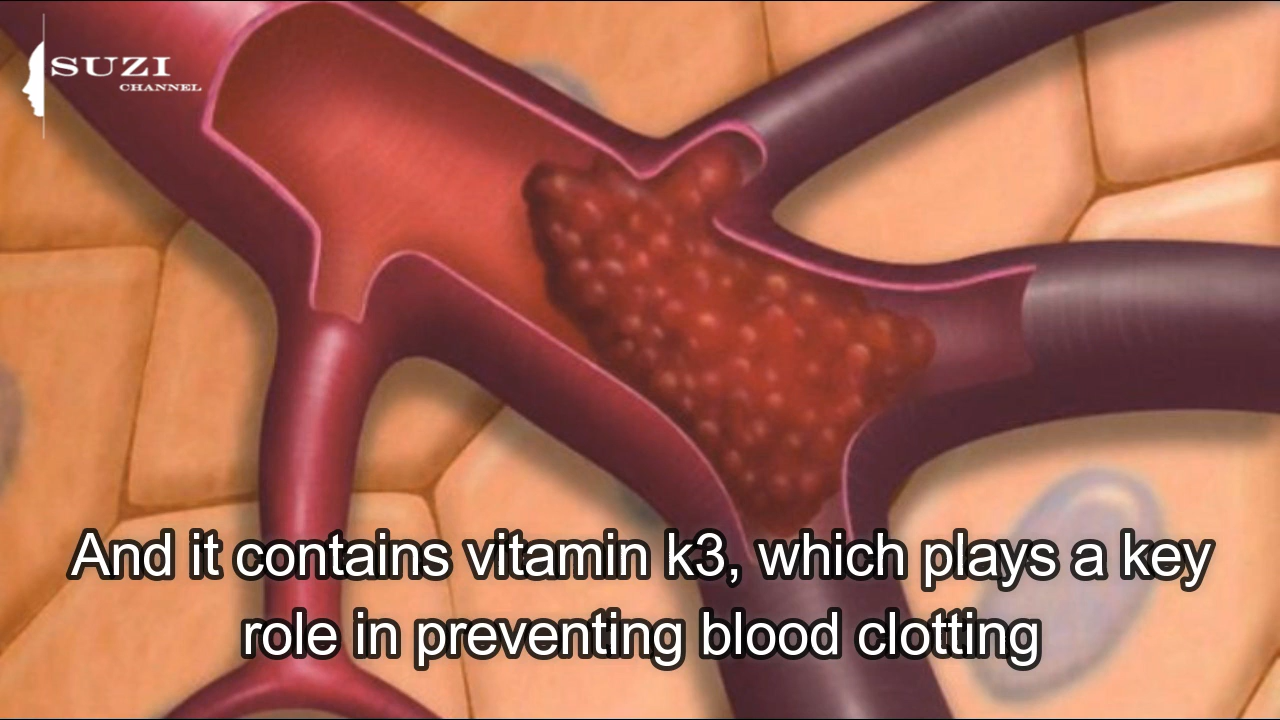 SUZI
CHANNEL
And it contains vitamin k3, which plays a key
role in preventing blood clotting